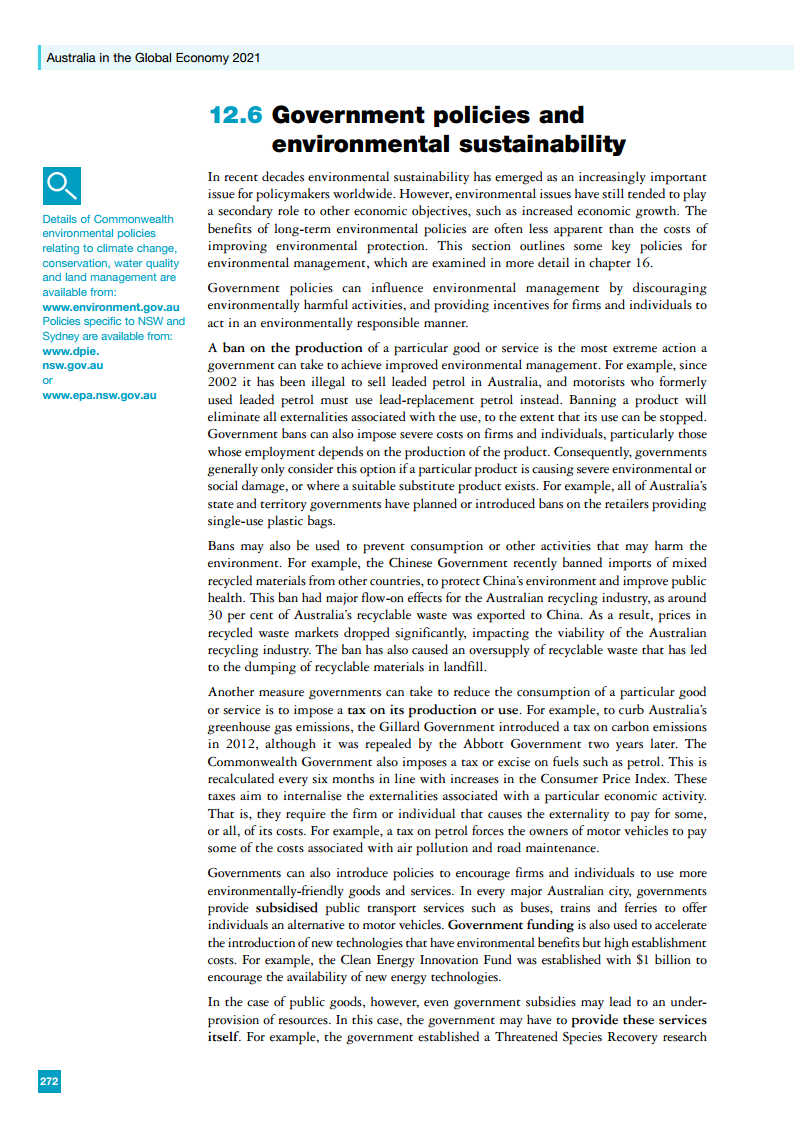 Australia in the Global Economy 2021
12.6 Government policies and
environmental sustainability
Details of Commonwealth
environmental policies
relating to climate change,
conservation, water quality
and land management are
available from:
www.environment.gov.au
Policies specific to NSW and
Sydney are available from:
www.dpie.
nsw.gov.au
or
www.epa.nsw.gov.au
In recent decades environmental sustainability has emerged as an increasingly important
issue for policymakers worldwide. However, environmental issues have still tended to play
a secondary role to other economic objectives, such as increased economic growth. The
benefits of long-term environmental policies are often less apparent than the costs of
improving environmental protection. This section outlines some key policies for
environmental management, which are examined in more detail in chapter 16.
Government policies can influence environmental management by discouraging
environmentally harmful activities, and providing incentives for firms and individuals to
act in an environmentally responsible manner.
A ban on the production of a particular good or service is the most extreme action a
government can take to achieve improved environmental management. For example, since
2002 it has been illegal to sell leaded petrol in Australia, and motorists who formerly
used leaded petrol must use lead-replacement petrol instead. Banning a product will
eliminate all externalities associated with the use, to the extent that its use can be stopped.
Government bans can also impose severe costs on firms and individuals, particularly those
whose employment depends on the production of the product. Consequently, governments
generally only consider this option if a particular product is causing severe environmental or
social damage, or where a suitable substitute product exists. For example, all of Australia's
state and territory governments have planned or introduced bans on the retailers providing
single-use plastic bags.
Bans may also be used to prevent consumption or other activities that may harm the
environment. For example, the Chinese Government recently banned imports of mixed
recycled materials from other countries, to protect China's environment and improve public
health. This ban had major flow-on effects for the Australian recycling industry, as around
30 per cent of Australia's recyclable waste was exported to China. As a result, prices in
recycled waste markets dropped significantly, impacting the viability of the Australian
recycling industry. The ban has also caused an oversupply of recyclable waste that has led
to the dumping of recyclable materials in landfill.
Another measure governments can take to reduce the consumption of a particular good
or service is to impose a tax on its production or use. For example, to curb Australia's
greenhouse gas emissions, the Gillard Government introduced a tax on carbon emissions
in 2012, although it was repealed by the Abbott Government two years later. The
Commonwealth Government also imposes a tax or excise on fuels such as petrol. This is
recalculated every six months in line with increases in the Consumer Price Index. These
taxes aim to internalise the externalities associated with a particular economic activity.
That is, they require the firm or individual that causes the externality to pay for some,
or all, of its costs. For example, a tax on petrol forces the owners of motor vehicles to pay
some of the costs associated with air pollution and road maintenance.
Governments can also introduce policies to encourage firms and individuals to use more
environmentally-friendly goods and services. In every major Australian city, governments
provide subsidised public transport services such as buses, trains and ferries to offer
individuals an alternative to motor vehicles. Government funding is also used to accelerate
the introduction of new technologies that have environmental benefits but high establishment
costs. For example, the Clean Energy Innovation Fund was established with $1 billion to
encourage the availability of new energy technologies.
In the case of public goods, however, even government subsidies may lead to an under-
provision of resources. In this case, the government may have to provide these services
itself. For example, the government established a Threatened Species Recovery research
272